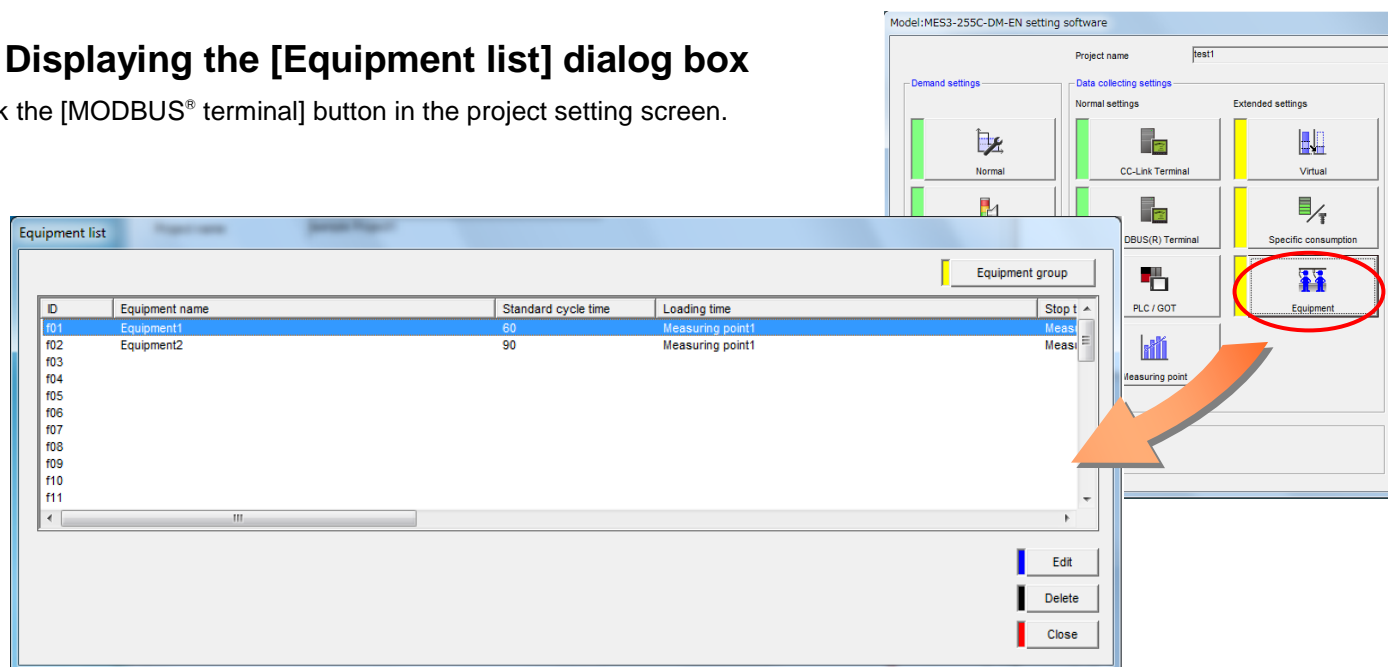 Displaying the [Equipment list] dialog box
k the [MODBUS® terminal] button in the project setting screen.
Model:MES3-255C-DM-EN setting software
Project name test1
Demand settings
Data collecting settings
Normal settings Extended settings
Normal CC-Link Terminal Virtual
DBUS(R) Terminal Specific consumption
PLC / GOT Equipment
Measuring point
Equipment list
Equipment group
ID Equipment name Standard cycle time Loading time Stop t
f01 Equipment1 60 Measuring point1 Meas
f02 Equipment2 90 Measuring point1 Meas
f03
f04
f05
f06
f07
f08
f09
f10
f11
Edit
Delete
Close